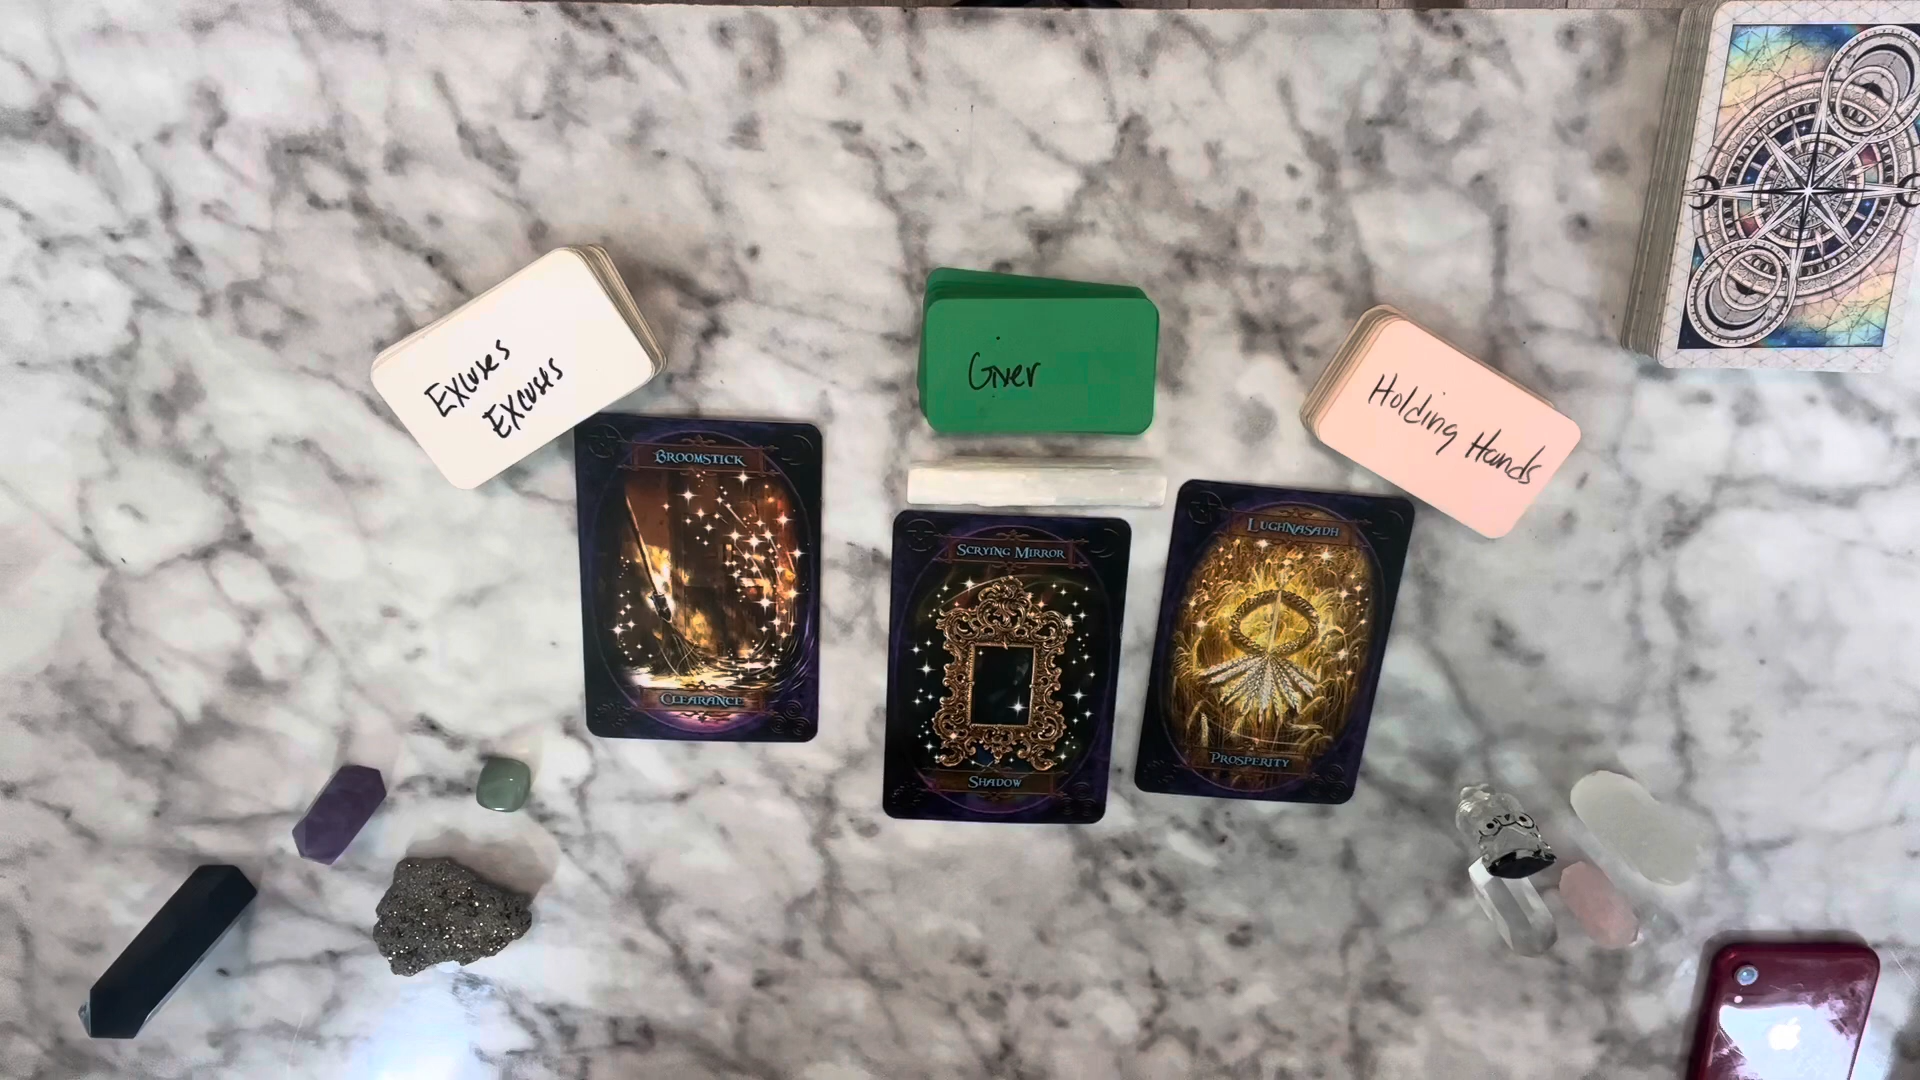 Excuses
Excuses
Giver
Holding Hands
BROOMSTICK
CLEARANCE
SCRYING MIRROR
SHADOW
LUGHNASADH
PROSPERITY